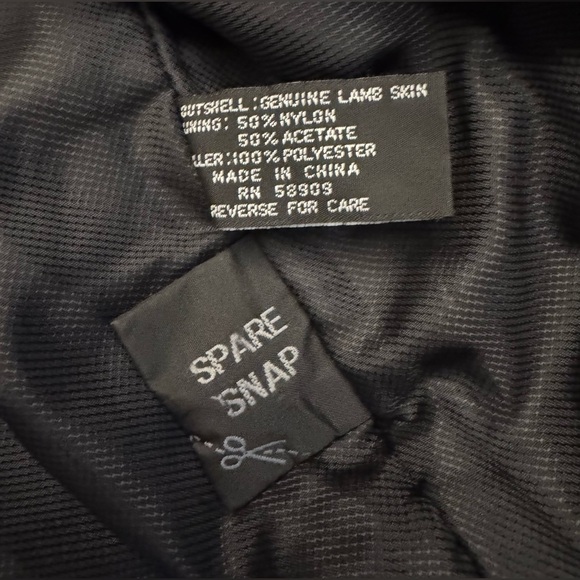 OUTSHELL:GENUINE LAMB SKIN
LINING: 50%NYLON
50%ACETATE
LLER:100%POLYESTER
MADE IN CHINA
RN 58909
REVERSE FOR CARE
SPARE
SNAP